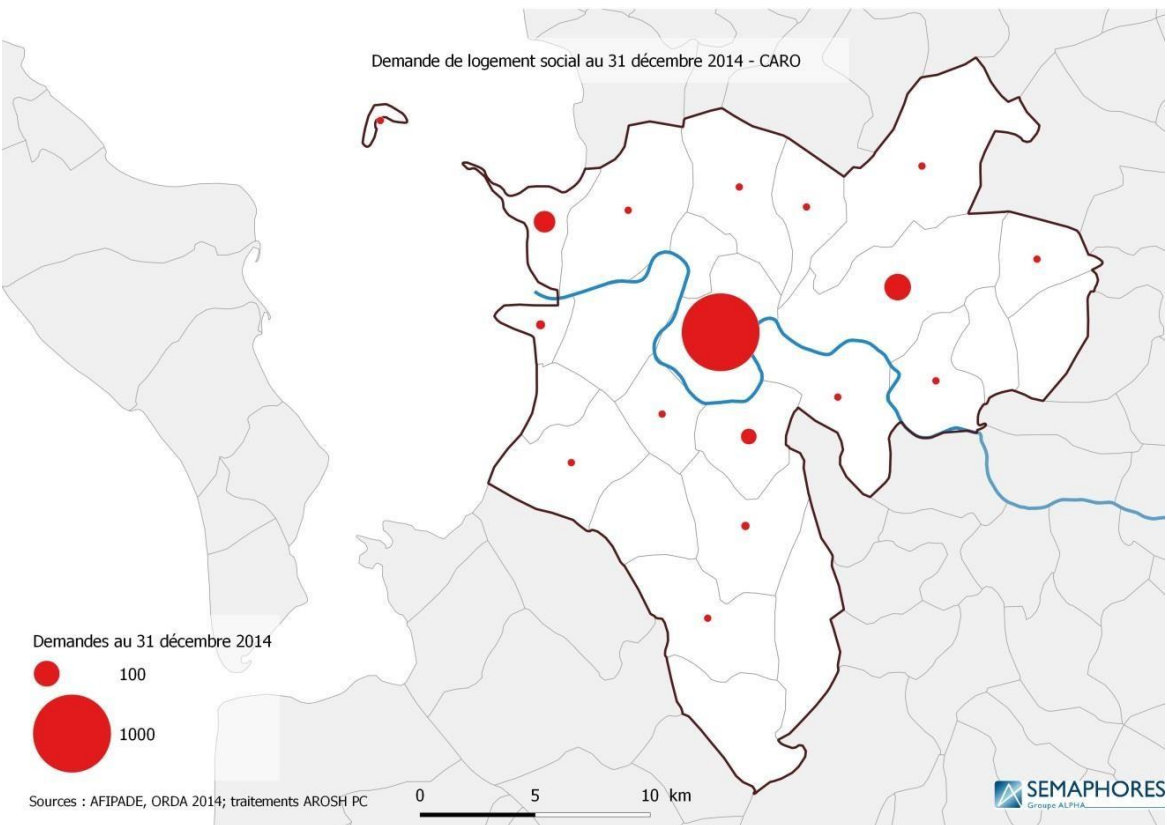 Demande de logement social au 31 décembre 2014 - CARO
Demandes au 31 décembre 2014
100
1000
Sources : AFIPADE, ORDA 2014; traitements AROSH PC
0 5 10 km
SEMAPHORES
Groupe ALPHA